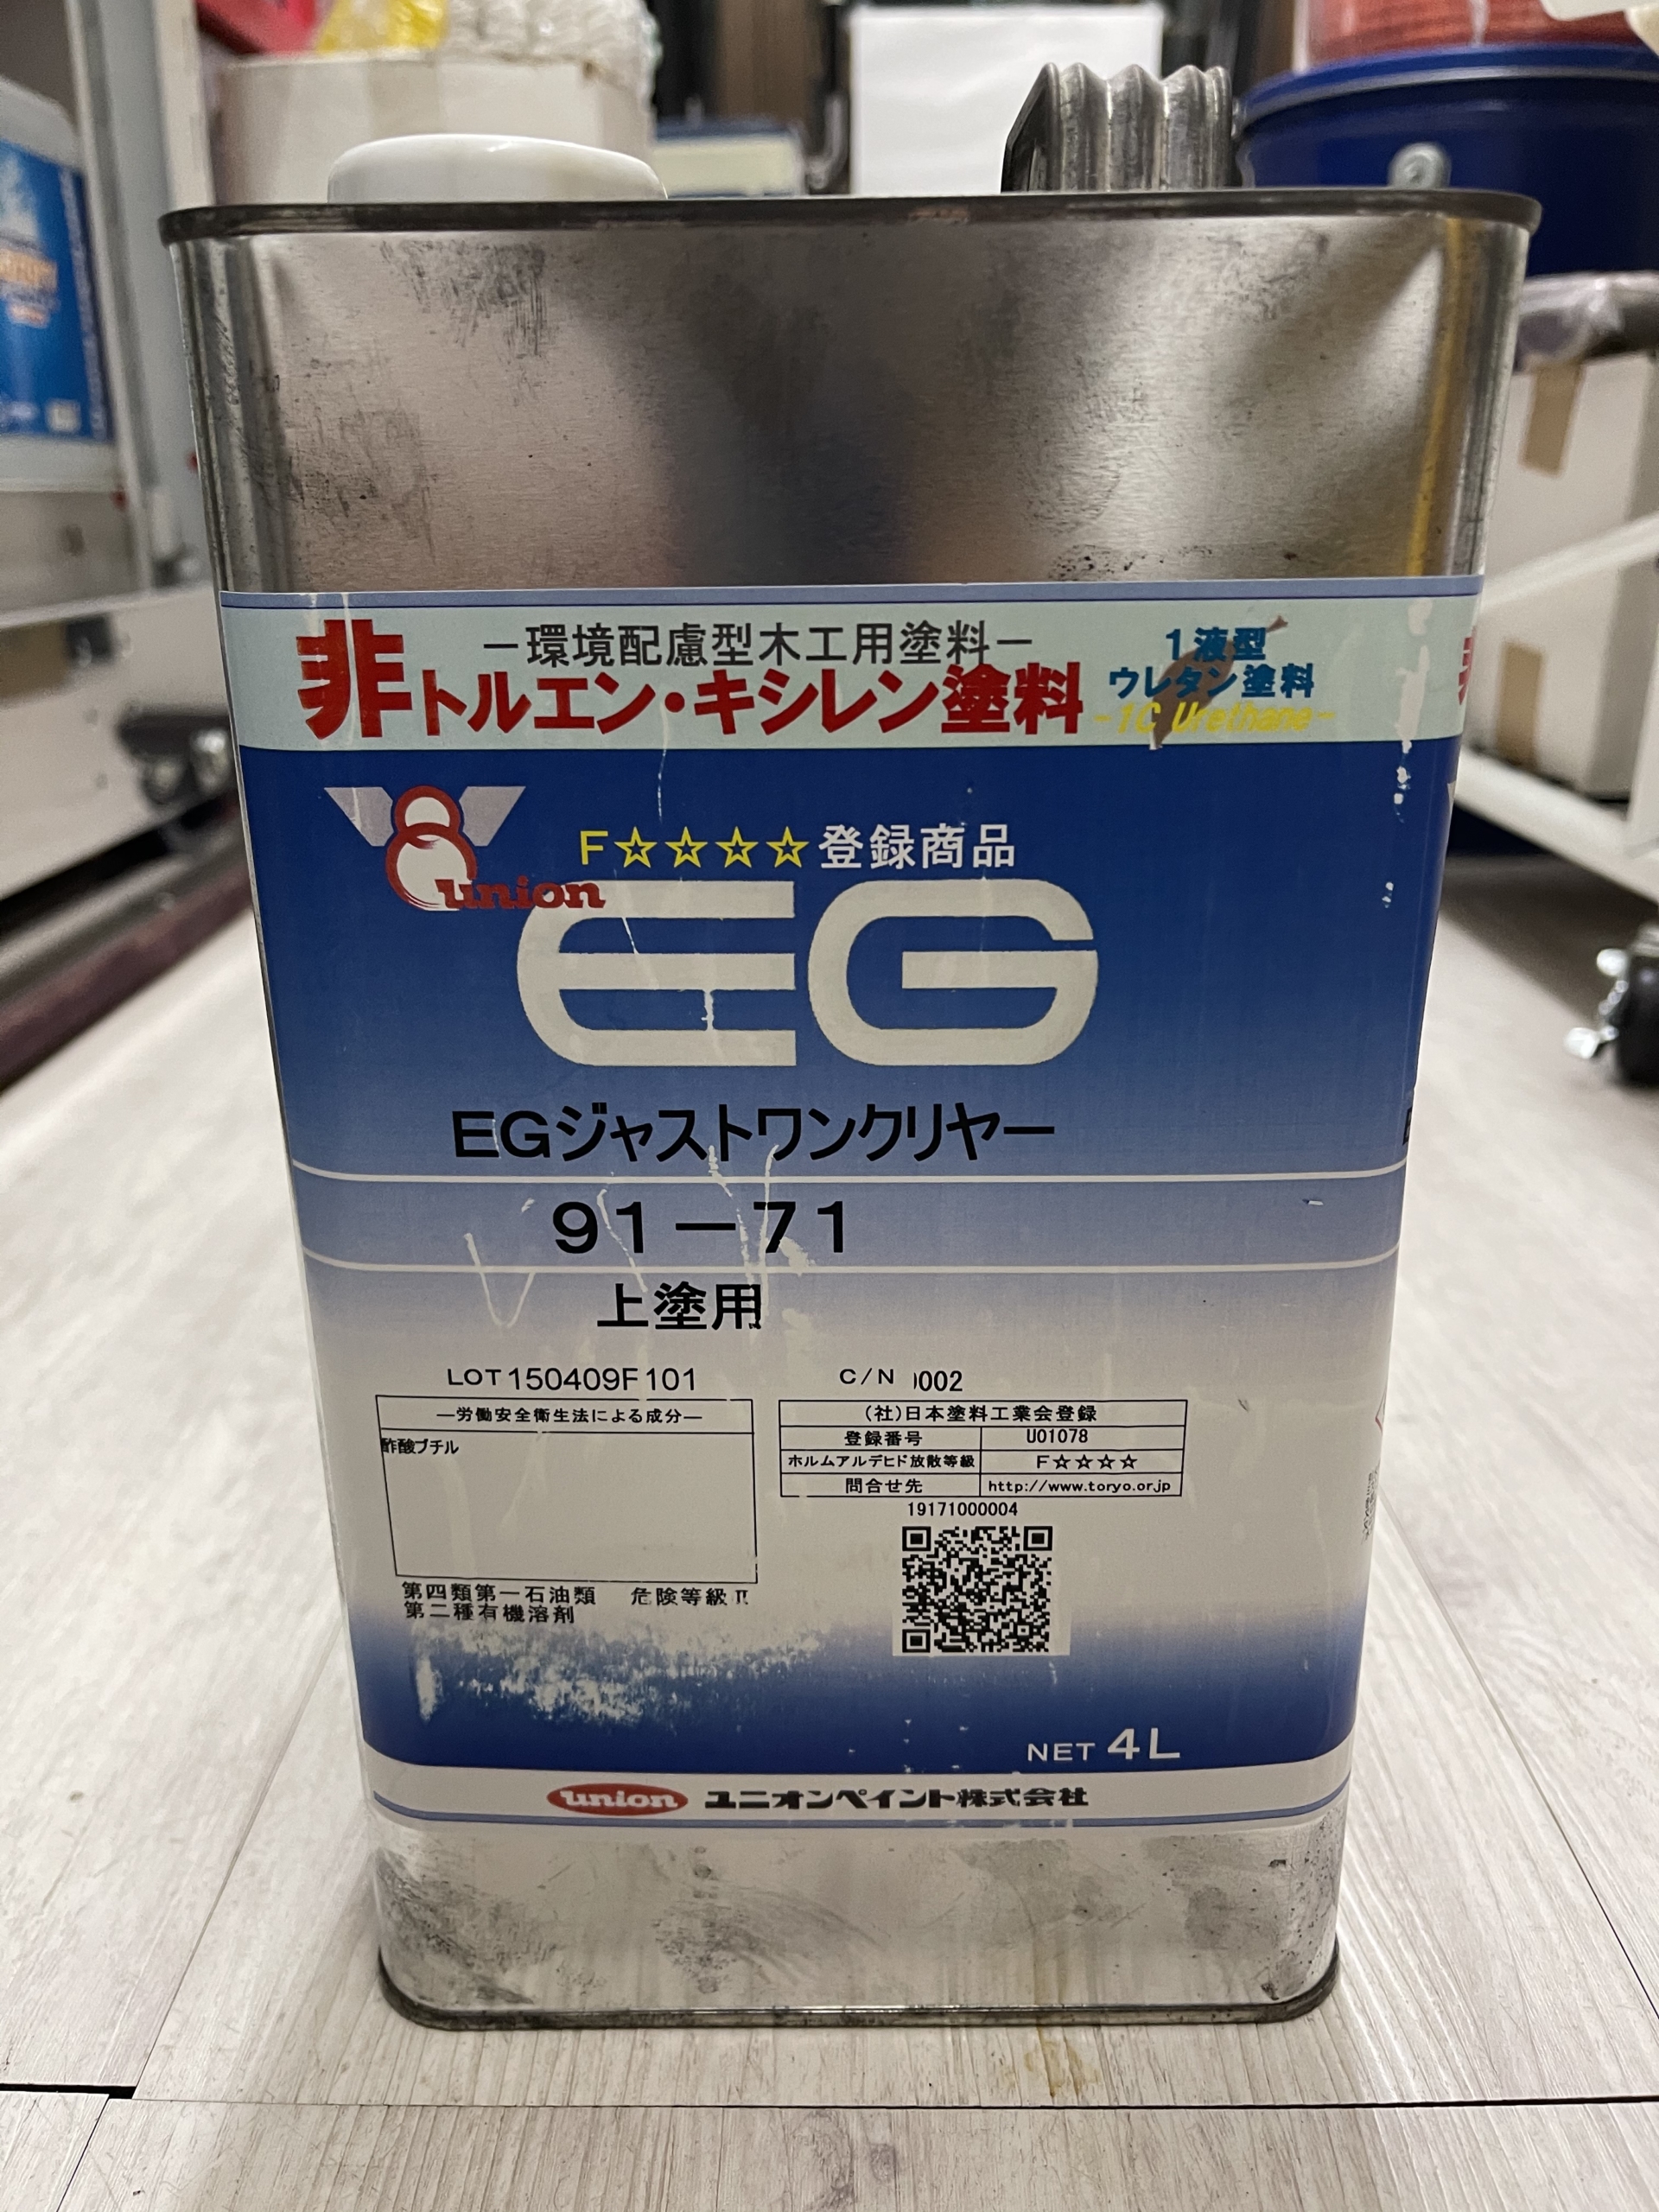 －環境配慮型木工用塗料－
非トルエン・キシレン塗料
1液型
ウレタン塗料
-1C Urethane-
union
F☆☆☆☆登録商品
EG
EGジャストワンクリヤー
91－71
上塗用
LOT 150409F101
C/N 0002
―労働安全衛生法による成分―
酢酸ブチル
第四類第一石油類 危険等級Ⅱ
第二種有機溶剤
(社)日本塗料工業会登録
登録番号 U01078
ホルムアルデヒド放散等級 F☆☆☆☆
問合せ先 http://www.toryo.or.jp
19171000004
NET 4L
union ユニオンペイント株式会社